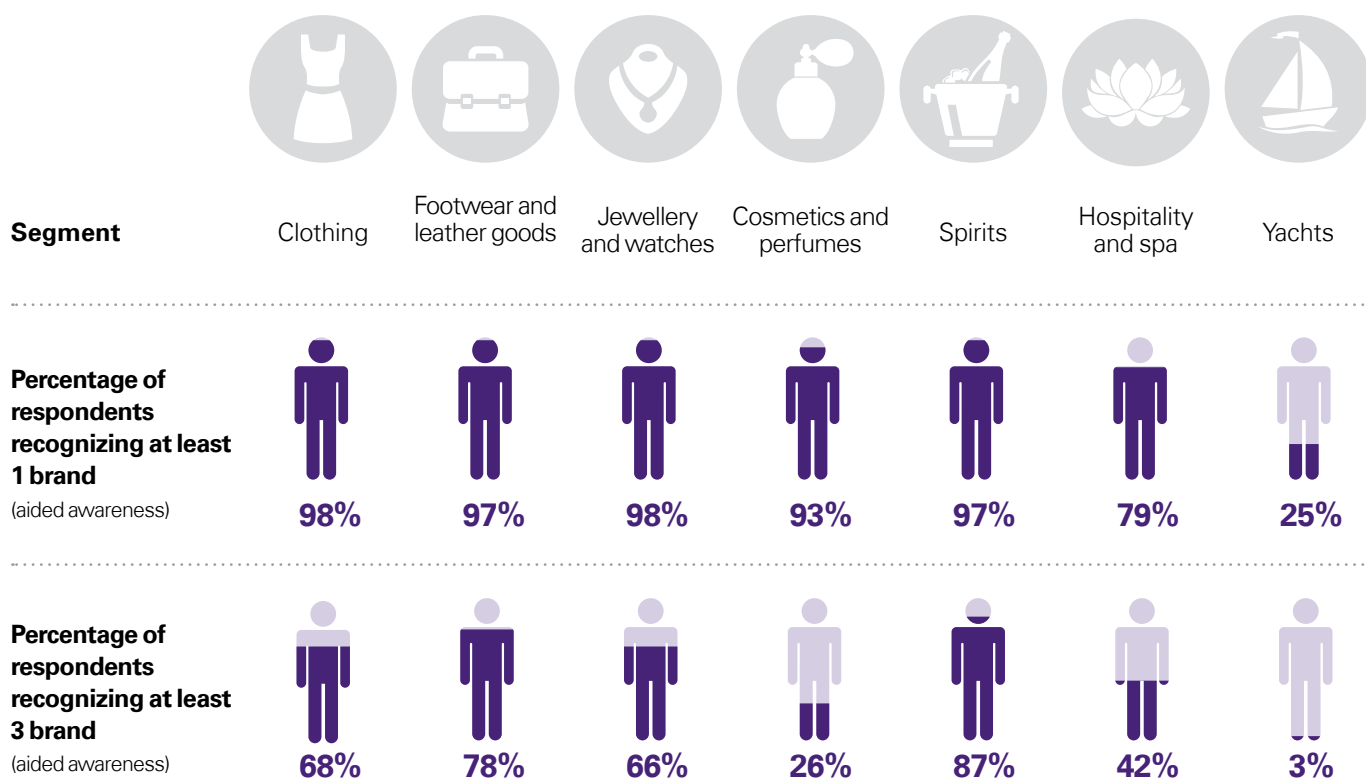 Segment
Clothing
Footwear and
leather goods
Jewellery
and watches
Cosmetics and
perfumes
Spirits
Hospitality
and spa
Yachts
Percentage of
respondents
recognizing at least
1 brand
(aided awareness)
98%
97%
98%
93%
97%
79%
25%
Percentage of
respondents
recognizing at least
3 brand
(aided awareness)
68%
78%
66%
26%
87%
42%
3%